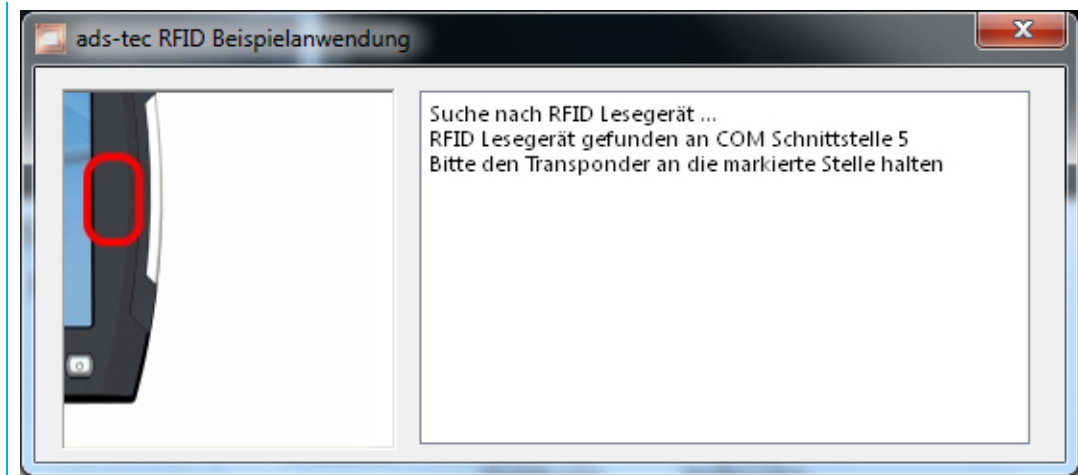 ads-tec RFID Beispielanwendung
Suche nach RFID Lesegerät ...
RFID Lesegerät gefunden an COM Schnittstelle 5
Bitte den Transponder an die markierte Stelle halten